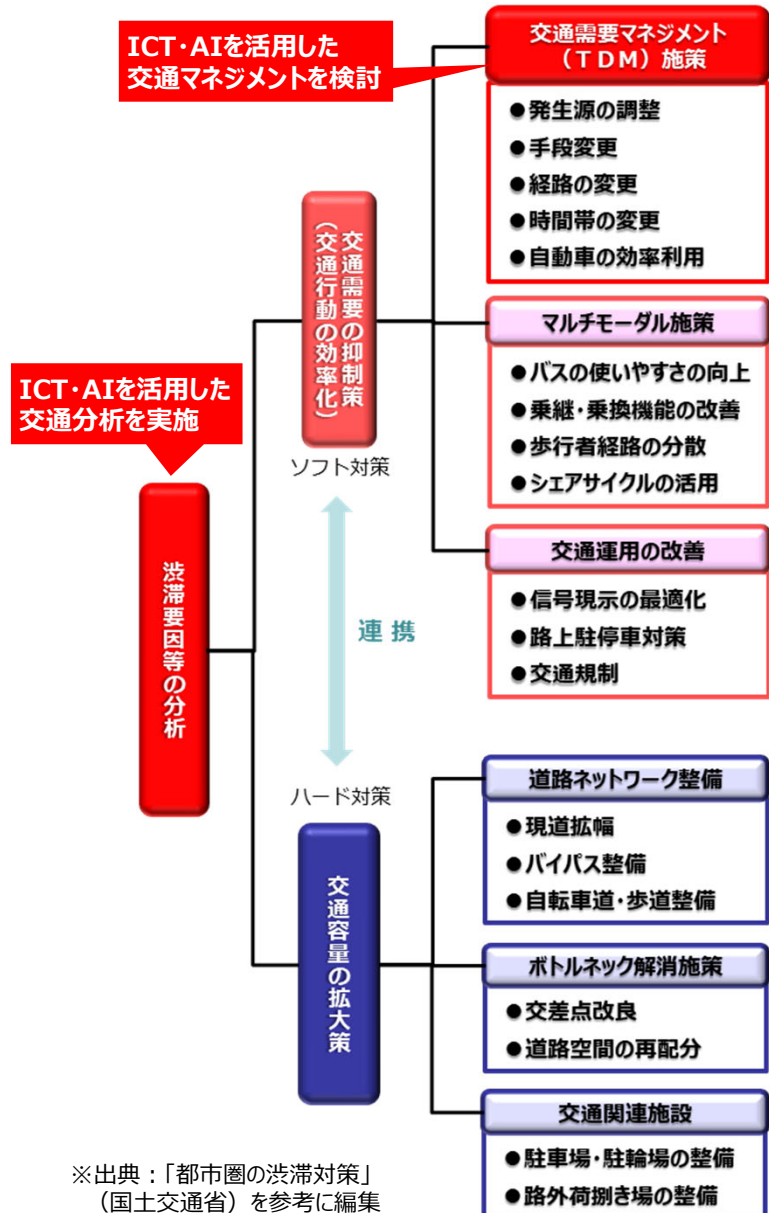 ICT・AIを活用した
交通マネジメントを検討
交通需要マネジメント
（ＴＤＭ）施策
●発生源の調整
●手段変更
●経路の変更
●時間帯の変更
●自動車の効率利用
交通需要の抑制策
（交通行動の効率化）
ソフト対策
マルチモーダル施策
●バスの使いやすさの向上
●乗継・乗換機能の改善
●歩行者経路の分散
●シェアサイクルの活用
ICT・AIを活用した
交通分析を実施
渋滞要因等の分析
交通運用の改善
●信号現示の最適化
●路上駐停車対策
●交通規制
連携
ハード対策
交通容量の拡大策
道路ネットワーク整備
●現道拡幅
●バイパス整備
●自転車道・歩道整備
ボトルネック解消施策
●交差点改良
●道路空間の再配分
交通関連施設
●駐車場・駐輪場の整備
●路外荷捌き場の整備
※出典：「都市圏の渋滞対策」
（国土交通省）を参考に編集